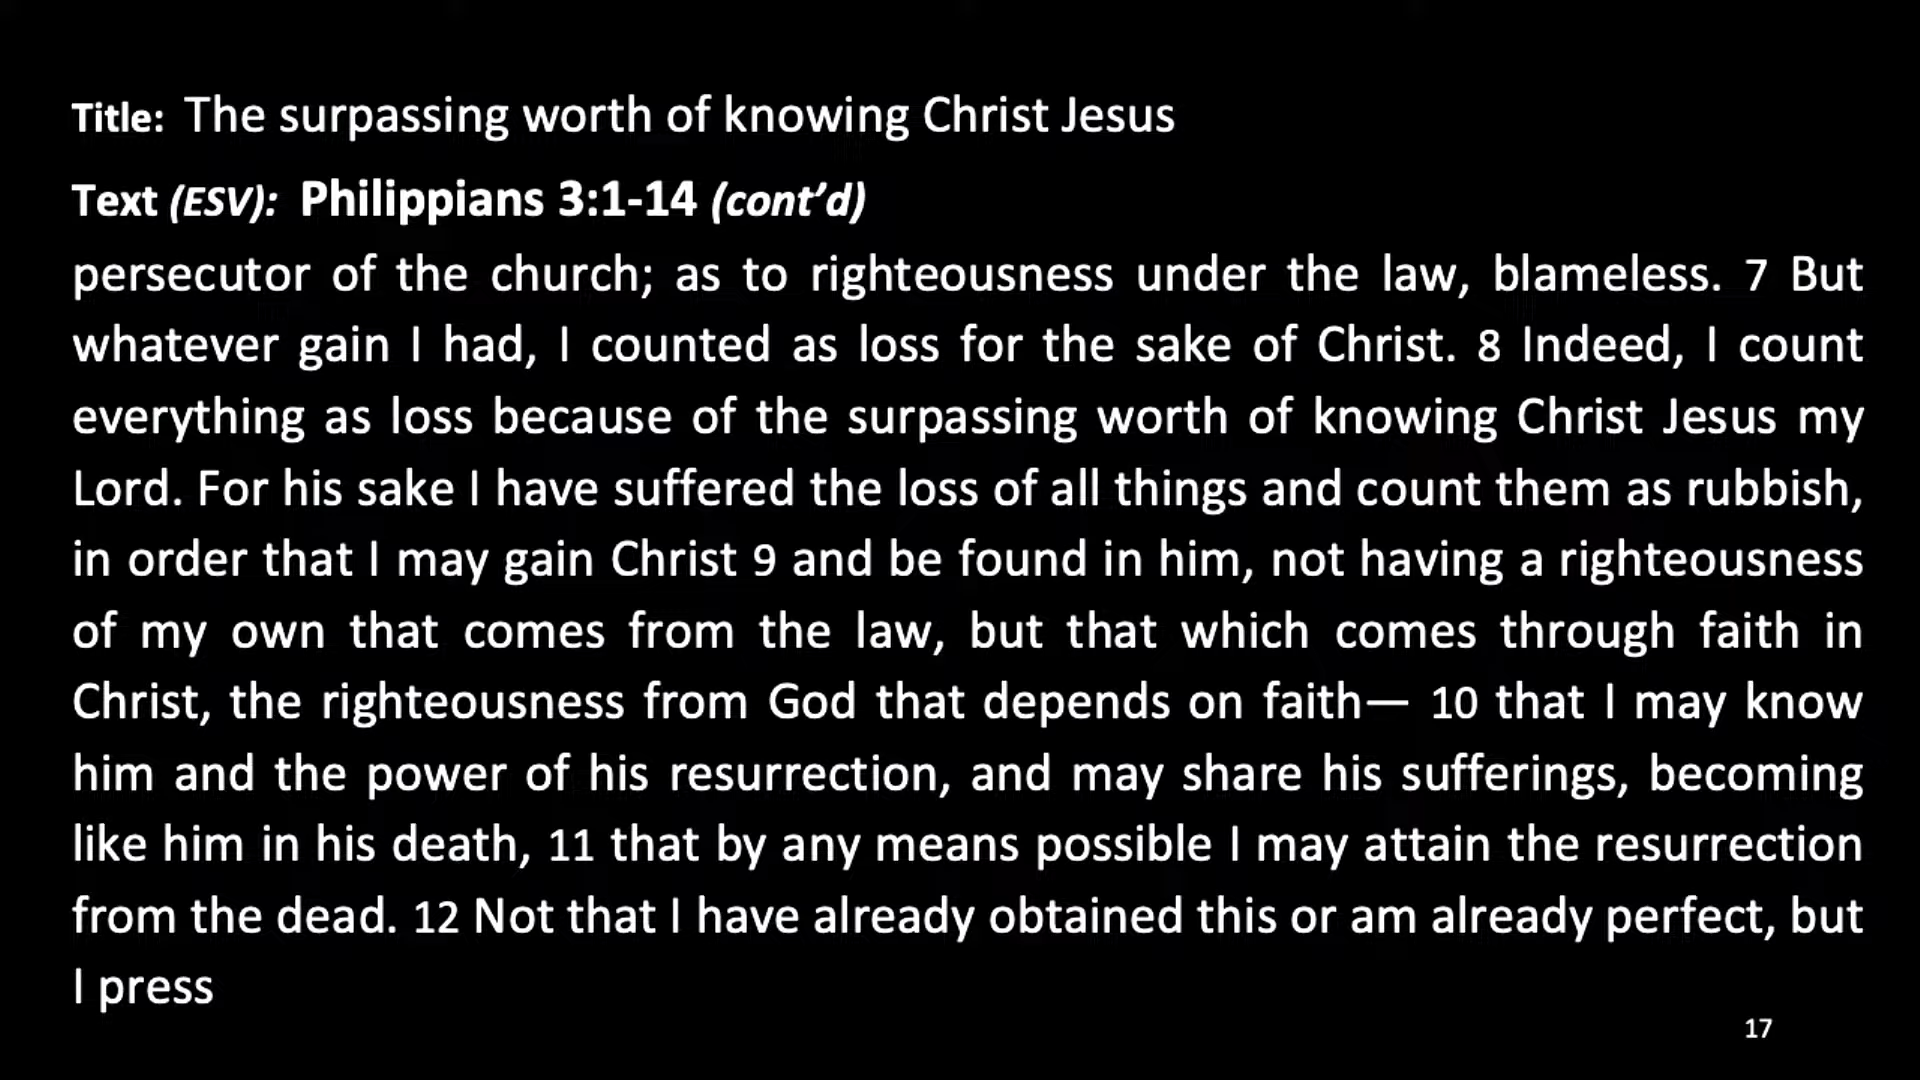 Title: The surpassing worth of knowing Christ Jesus
Text (ESV): Philippians 3:1-14 (cont’d)
persecutor of the church; as to righteousness under the law, blameless. 7 But
whatever gain I had, I counted as loss for the sake of Christ. 8 Indeed, I count
everything as loss because of the surpassing worth of knowing Christ Jesus my
Lord. For his sake I have suffered the loss of all things and count them as rubbish,
in order that I may gain Christ 9 and be found in him, not having a righteousness
of my own that comes from the law, but that which comes through faith in
Christ, the righteousness from God that depends on faith— 10 that I may know
him and the power of his resurrection, and may share his sufferings, becoming
like him in his death, 11 that by any means possible I may attain the resurrection
from the dead. 12 Not that I have already obtained this or am already perfect, but
I press
17